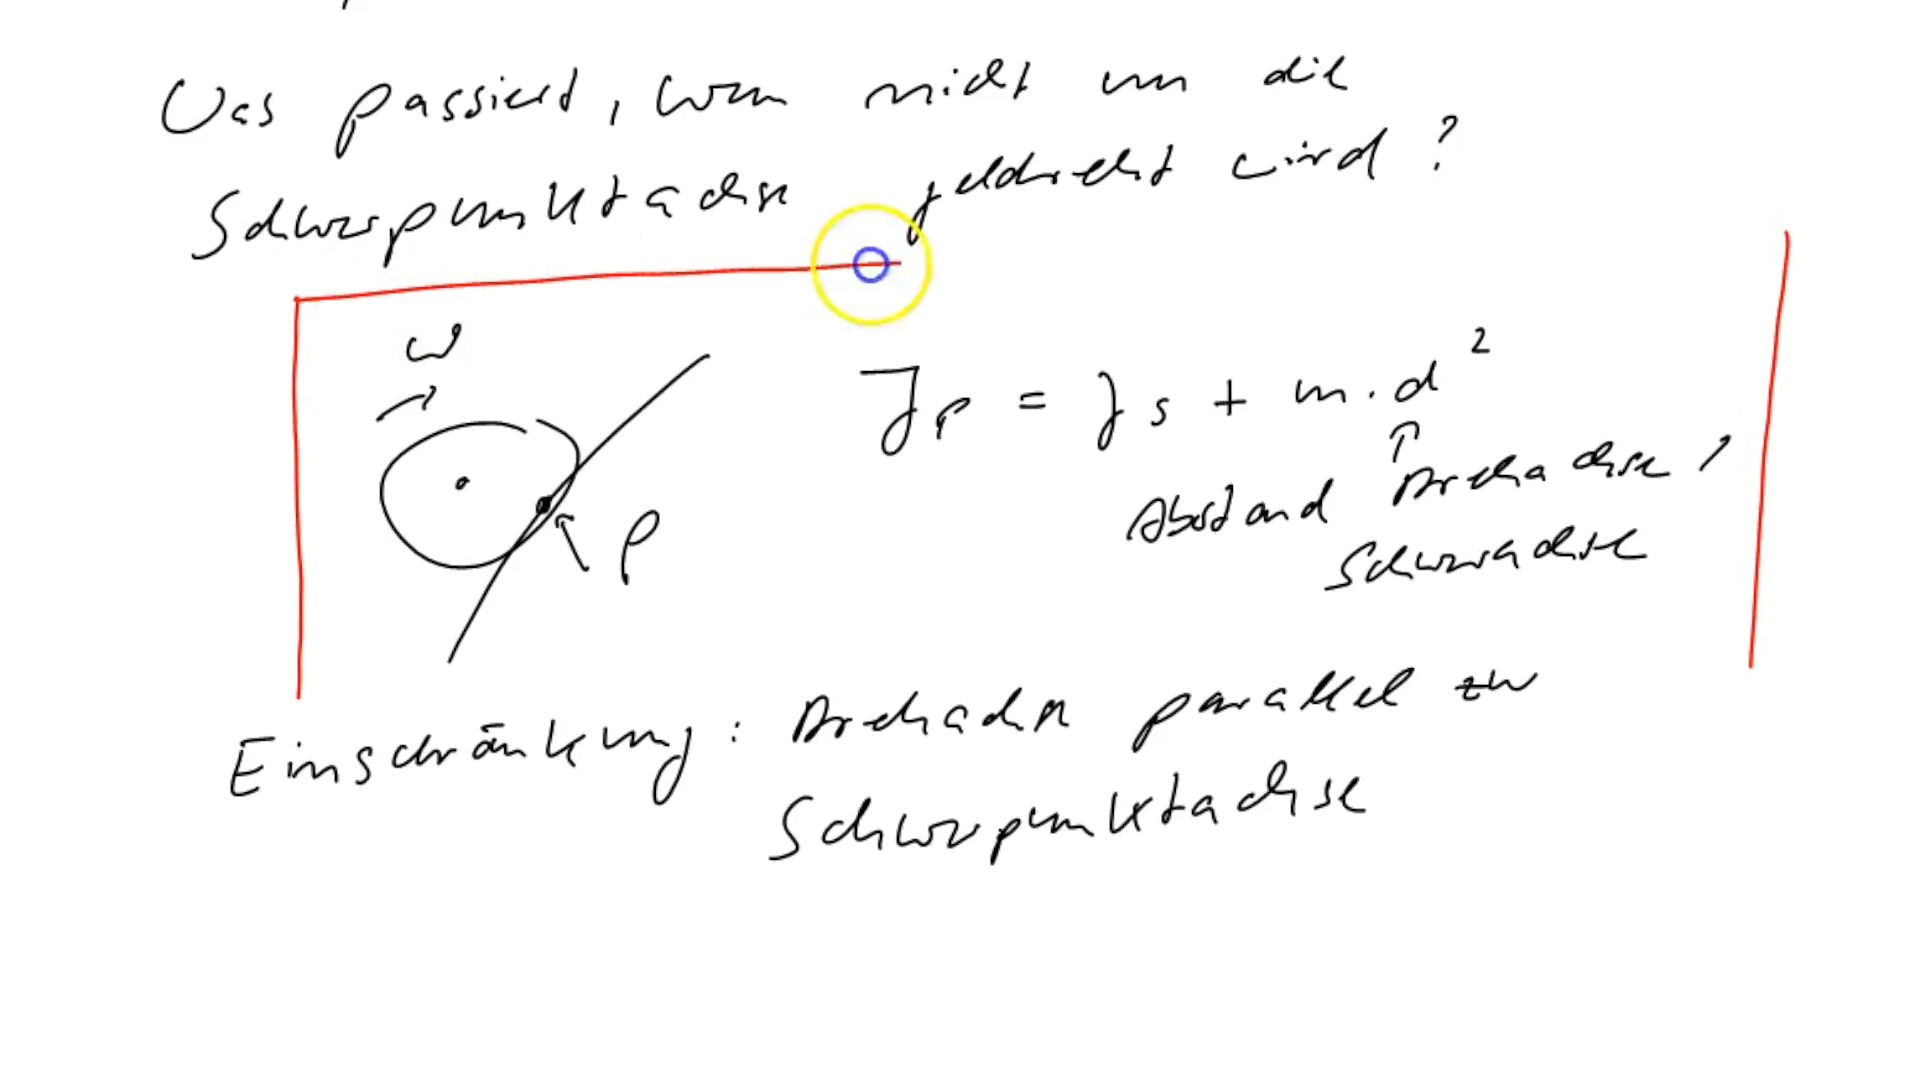 Was passiert, wenn nicht um die
Schwerpunktachse gedreht wird?
ω
J_P = J_S + m · d²
Abstand Drehachse,
Schwerachse
P
Einschränkung: Drehachse parallel zu
Schwerpunktachse